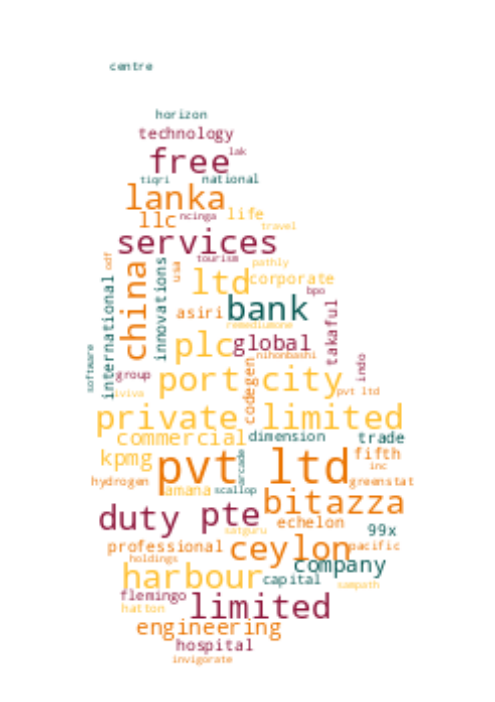 centre
horizon
technology
lak
free
tiqri national
lanka
llc ncinga life
travel
services
tourism pathly
odf
usa
china
innovations
international
ltd corporate
bpo
asiri bank
remediumone
takaful
plc global
nihonbashi
software
indo
group
port city
codegen
iviva
pvt ltd
private limited
commercial dimension trade
kpmg
pvt ltd
fifth
inc
arcade
hydrogen
greenstat
amana scallop
bitazza
duty pte
echelon
satguru
99x
professional ceylon pacific
holdings
company
harbour capital
sampath
flemingo
limited
hatton
engineering
hospital
invigorate